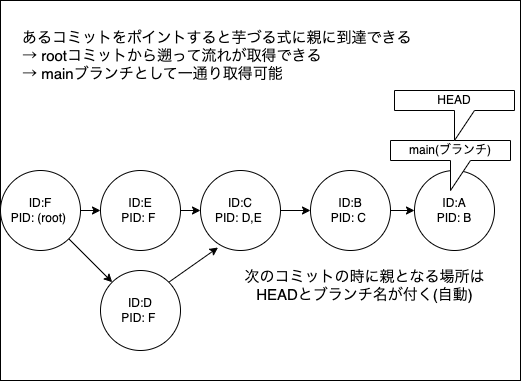 あるコミットをポイントすると芋づる式に親に到達できる
→ rootコミットから遡って流れが取得できる
→ mainブランチとして一通り取得可能
HEAD
main(ブランチ)
ID:F
PID: (root)
ID:E
PID: F
ID:C
PID: D,E
ID:B
PID: C
ID:A
PID: B
ID:D
PID: F
次のコミットの時に親となる場所は
HEADとブランチ名が付く(自動)